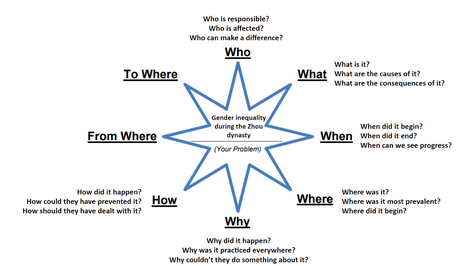 Who is responsible?
Who is affected?
Who can make a difference?
Who
To Where
What
What is it?
What are the causes of it?
What are the consequences of it?
Gender inequality
during the Zhou
dynasty
(Your Problem)
From Where
When
When did it begin?
When did it end?
When can we see progress?
How did it happen?
How could they have prevented it?
How should they have dealt with it?
How
Where
Where was it?
Where was it most prevalent?
Where did it begin?
Why
Why did it happen?
Why was it practiced everywhere?
Why couldn't they do something about it?